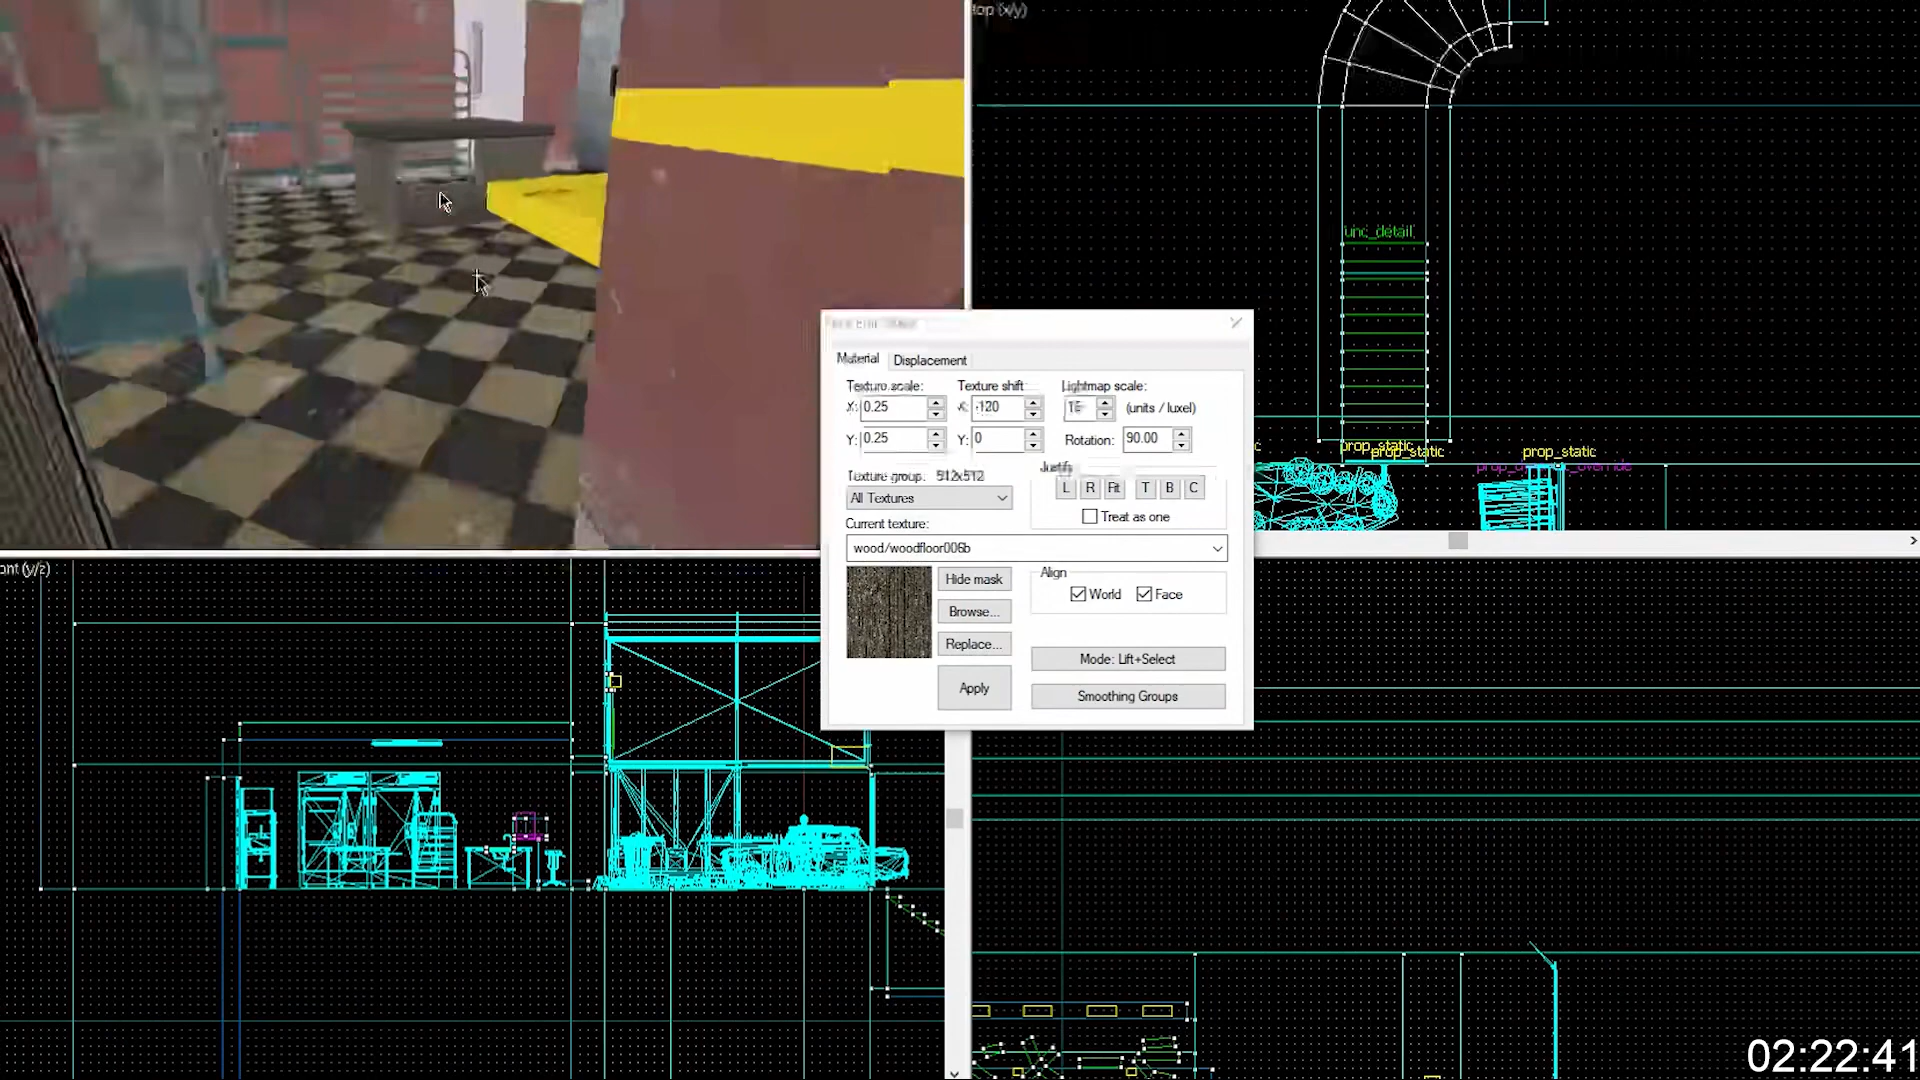 top (x/y)
unc_detail
prop_static
prop_static
prop_static
Material
Displacement
Texture scale:
Texture shift:
Lightmap scale:
X: 0.25
X: -120
(units / luxel)
Y: 0.25
Y: 0
Rotation: 90.00
Texture group:
512x512
Justify
All Textures
L R Fit T B C
Treat as one
Current texture:
wood/woodfloor006b
Hide mask
Align
World
Face
Browse...
Replace...
Mode: Lift+Select
Apply
Smoothing Groups
ont (y/z)
02:22:41